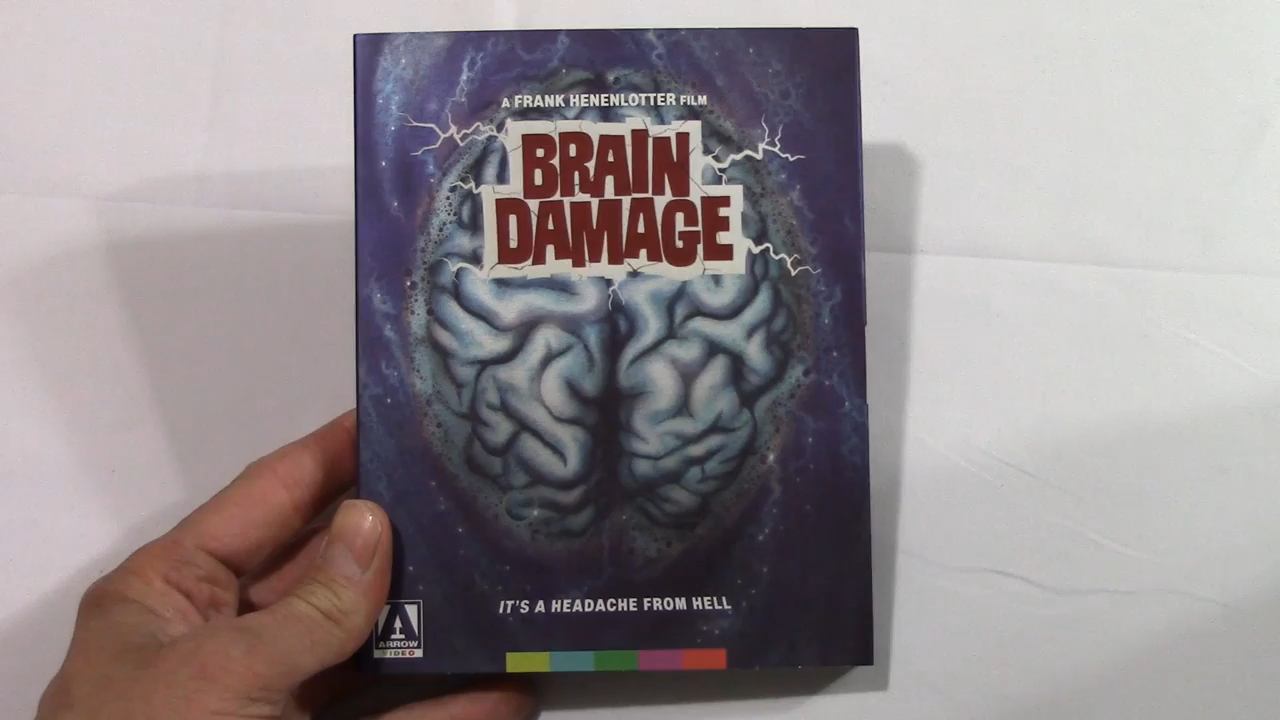 A FRANK HENENLOTTER FILM
BRAIN
DAMAGE
IT'S A HEADACHE FROM HELL
ARROW
VIDEO